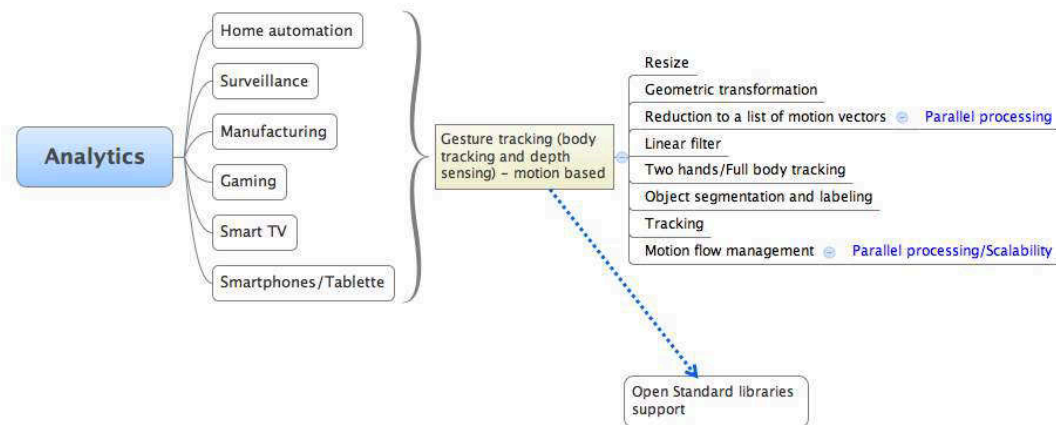 Analytics
Home automation
Surveillance
Manufacturing
Gaming
Smart TV
Smartphones/Tablette
Gesture tracking (body
tracking and depth
sensing) – motion based
Resize
Geometric transformation
Reduction to a list of motion vectors Parallel processing
Linear filter
Two hands/Full body tracking
Object segmentation and labeling
Tracking
Motion flow management Parallel processing/Scalability
Open Standard libraries
support